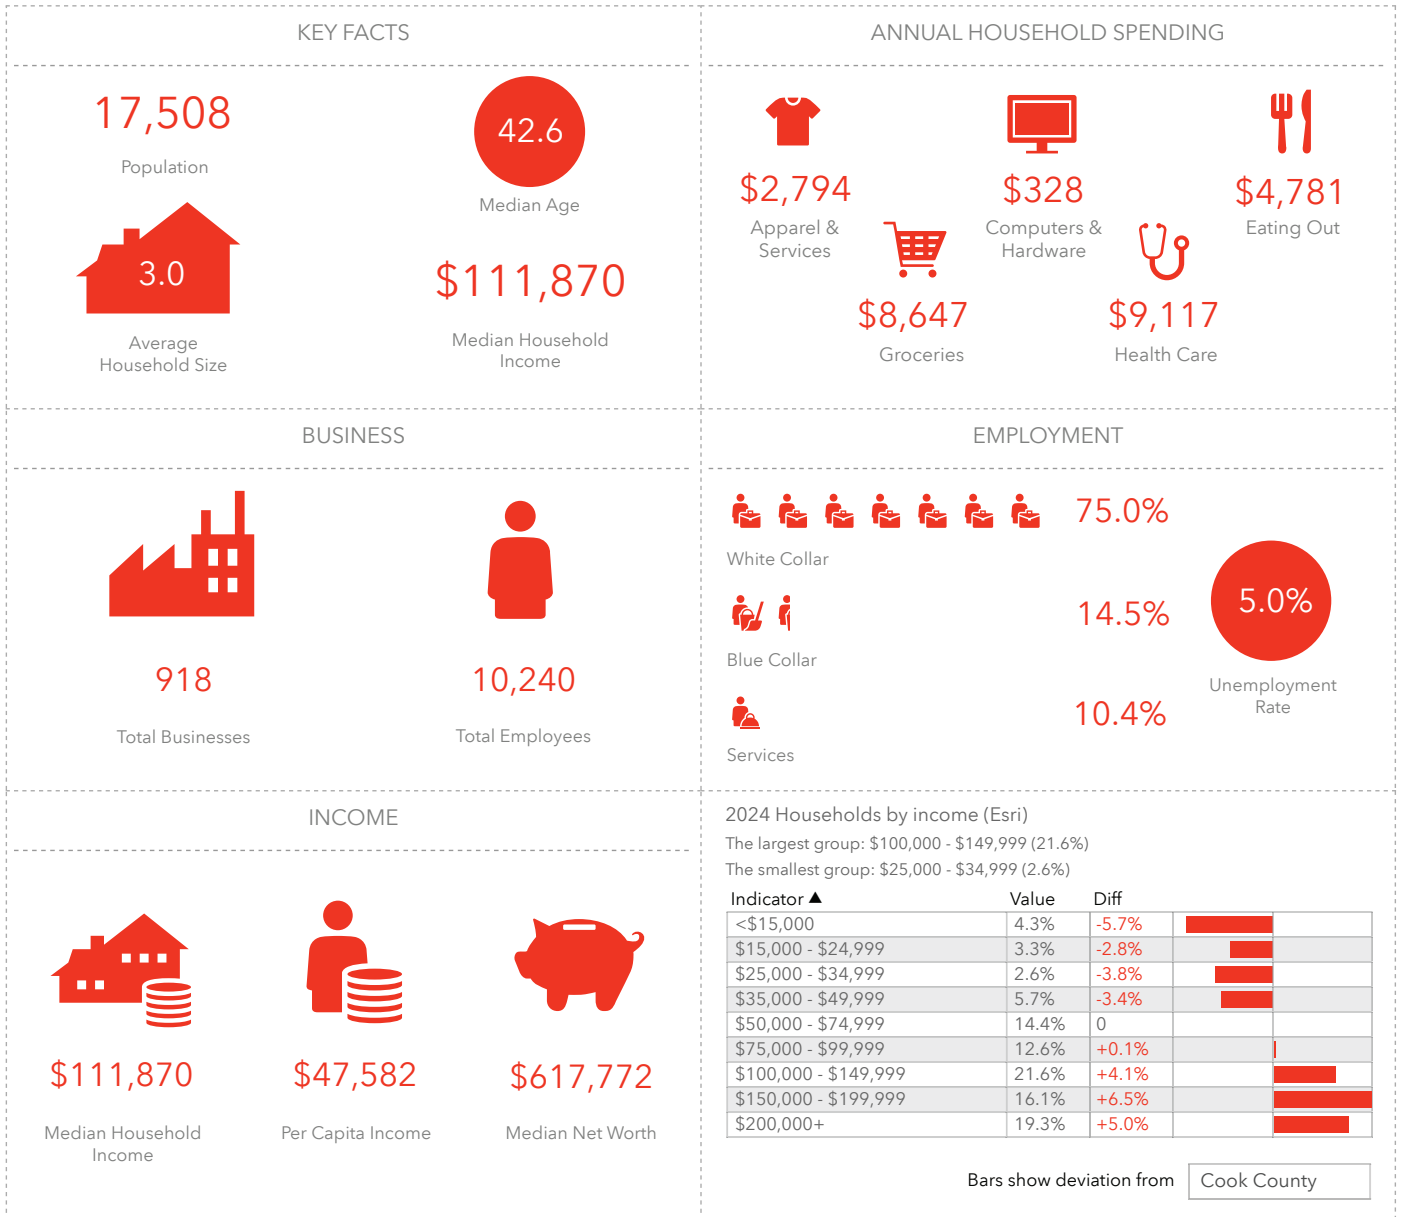 KEY FACTS
17,508
Population
42.6
Median Age
3.0
Average
Household Size
$111,870
Median Household
Income
ANNUAL HOUSEHOLD SPENDING
$2,794
Apparel &
Services
$328
Computers &
Hardware
$4,781
Eating Out
$8,647
Groceries
$9,117
Health Care
BUSINESS
918
Total Businesses
10,240
Total Employees
EMPLOYMENT
75.0%
White Collar
14.5%
Blue Collar
10.4%
Services
5.0%
Unemployment
Rate
INCOME
$111,870
Median Household
Income
$47,582
Per Capita Income
$617,772
Median Net Worth
2024 Households by income (Esri)
The largest group: $100,000 - $149,999 (21.6%)
The smallest group: $25,000 - $34,999 (2.6%)
Indicator ▲ Value Diff
<$15,000 4.3% -5.7%
$15,000 - $24,999 3.3% -2.8%
$25,000 - $34,999 2.6% -3.8%
$35,000 - $49,999 5.7% -3.4%
$50,000 - $74,999 14.4% 0
$75,000 - $99,999 12.6% +0.1%
$100,000 - $149,999 21.6% +4.1%
$150,000 - $199,999 16.1% +6.5%
$200,000+ 19.3% +5.0%
Bars show deviation from Cook County